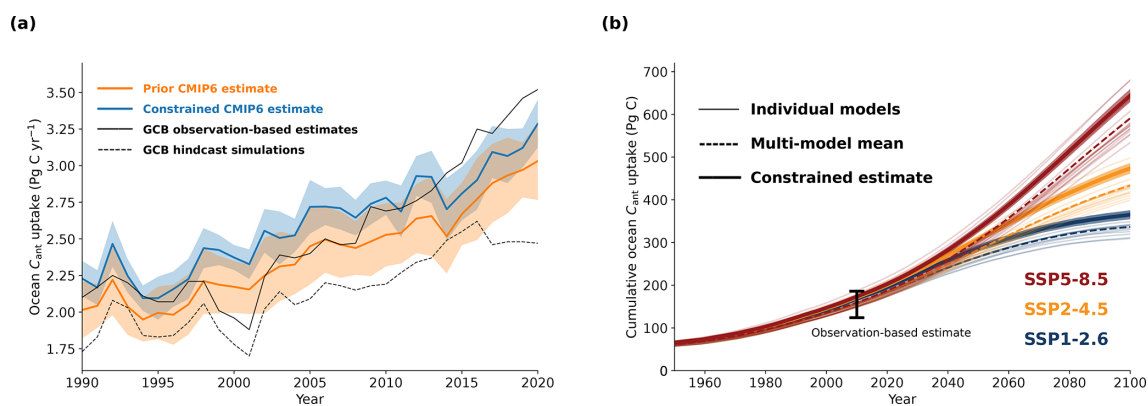 (a)
Ocean Cant uptake (Pg C yr−1)
3.50
3.25
3.00
2.75
2.50
2.25
2.00
1.75
Prior CMIP6 estimate
Constrained CMIP6 estimate
GCB observation-based estimates
GCB hindcast simulations
1990 1995 2000 2005 2010 2015 2020
Year
(b)
Cumulative ocean Cant uptake (Pg C)
700
600
500
400
300
200
100
0
Individual models
Multi-model mean
Constrained estimate
Observation-based estimate
SSP5-8.5
SSP2-4.5
SSP1-2.6
1960 1980 2000 2020 2040 2060 2080 2100
Year